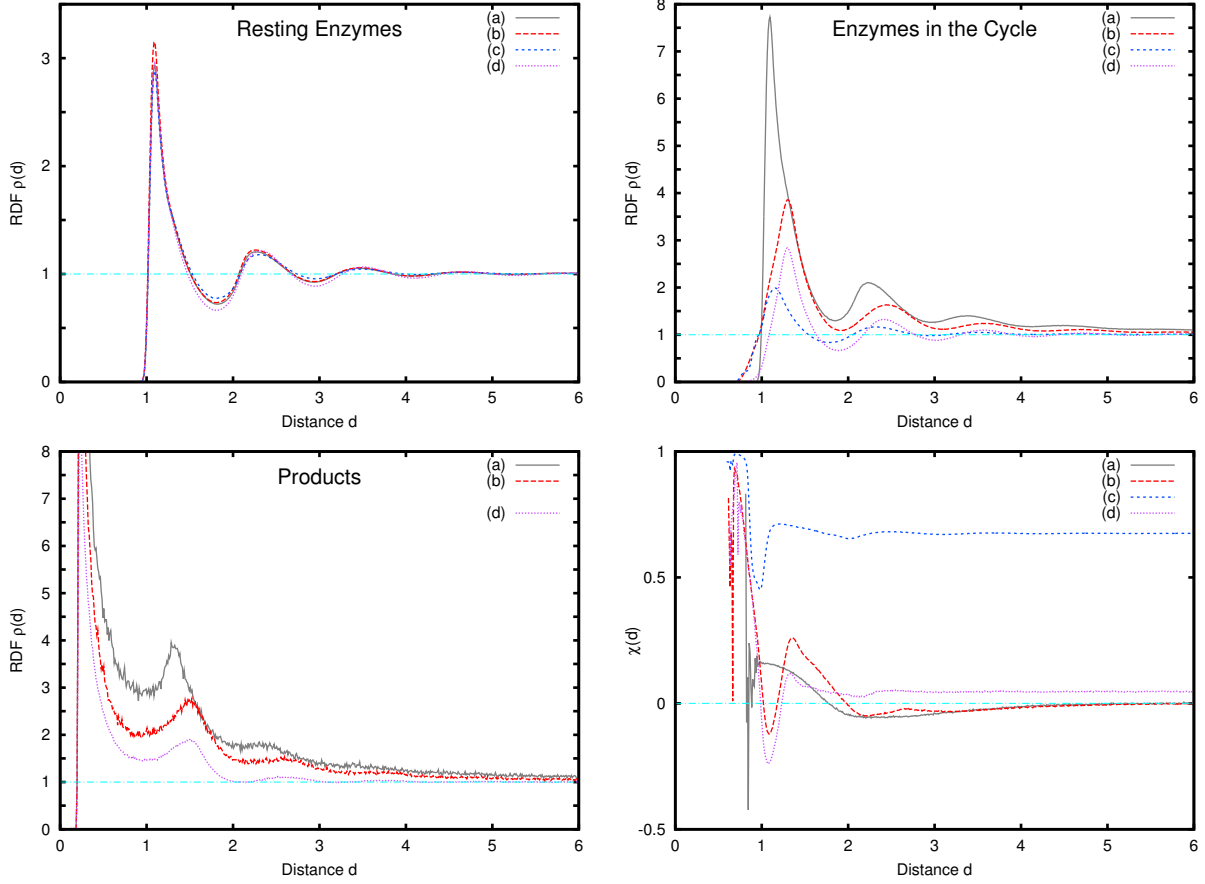 Resting Enzymes
(a)
(b)
(c)
(d)
3
2
1
0
RDF ρ(d)
0 1 2 3 4 5 6
Distance d
Enzymes in the Cycle
(a)
(b)
(c)
(d)
8
7
6
5
4
3
2
1
0
RDF ρ(d)
0 1 2 3 4 5 6
Distance d
Products
(a)
(b)
(d)
8
7
6
5
4
3
2
1
0
RDF ρ(d)
0 1 2 3 4 5 6
Distance d
(a)
(b)
(c)
(d)
1
0.5
0
-0.5
χ(d)
0 1 2 3 4 5 6
Distance d